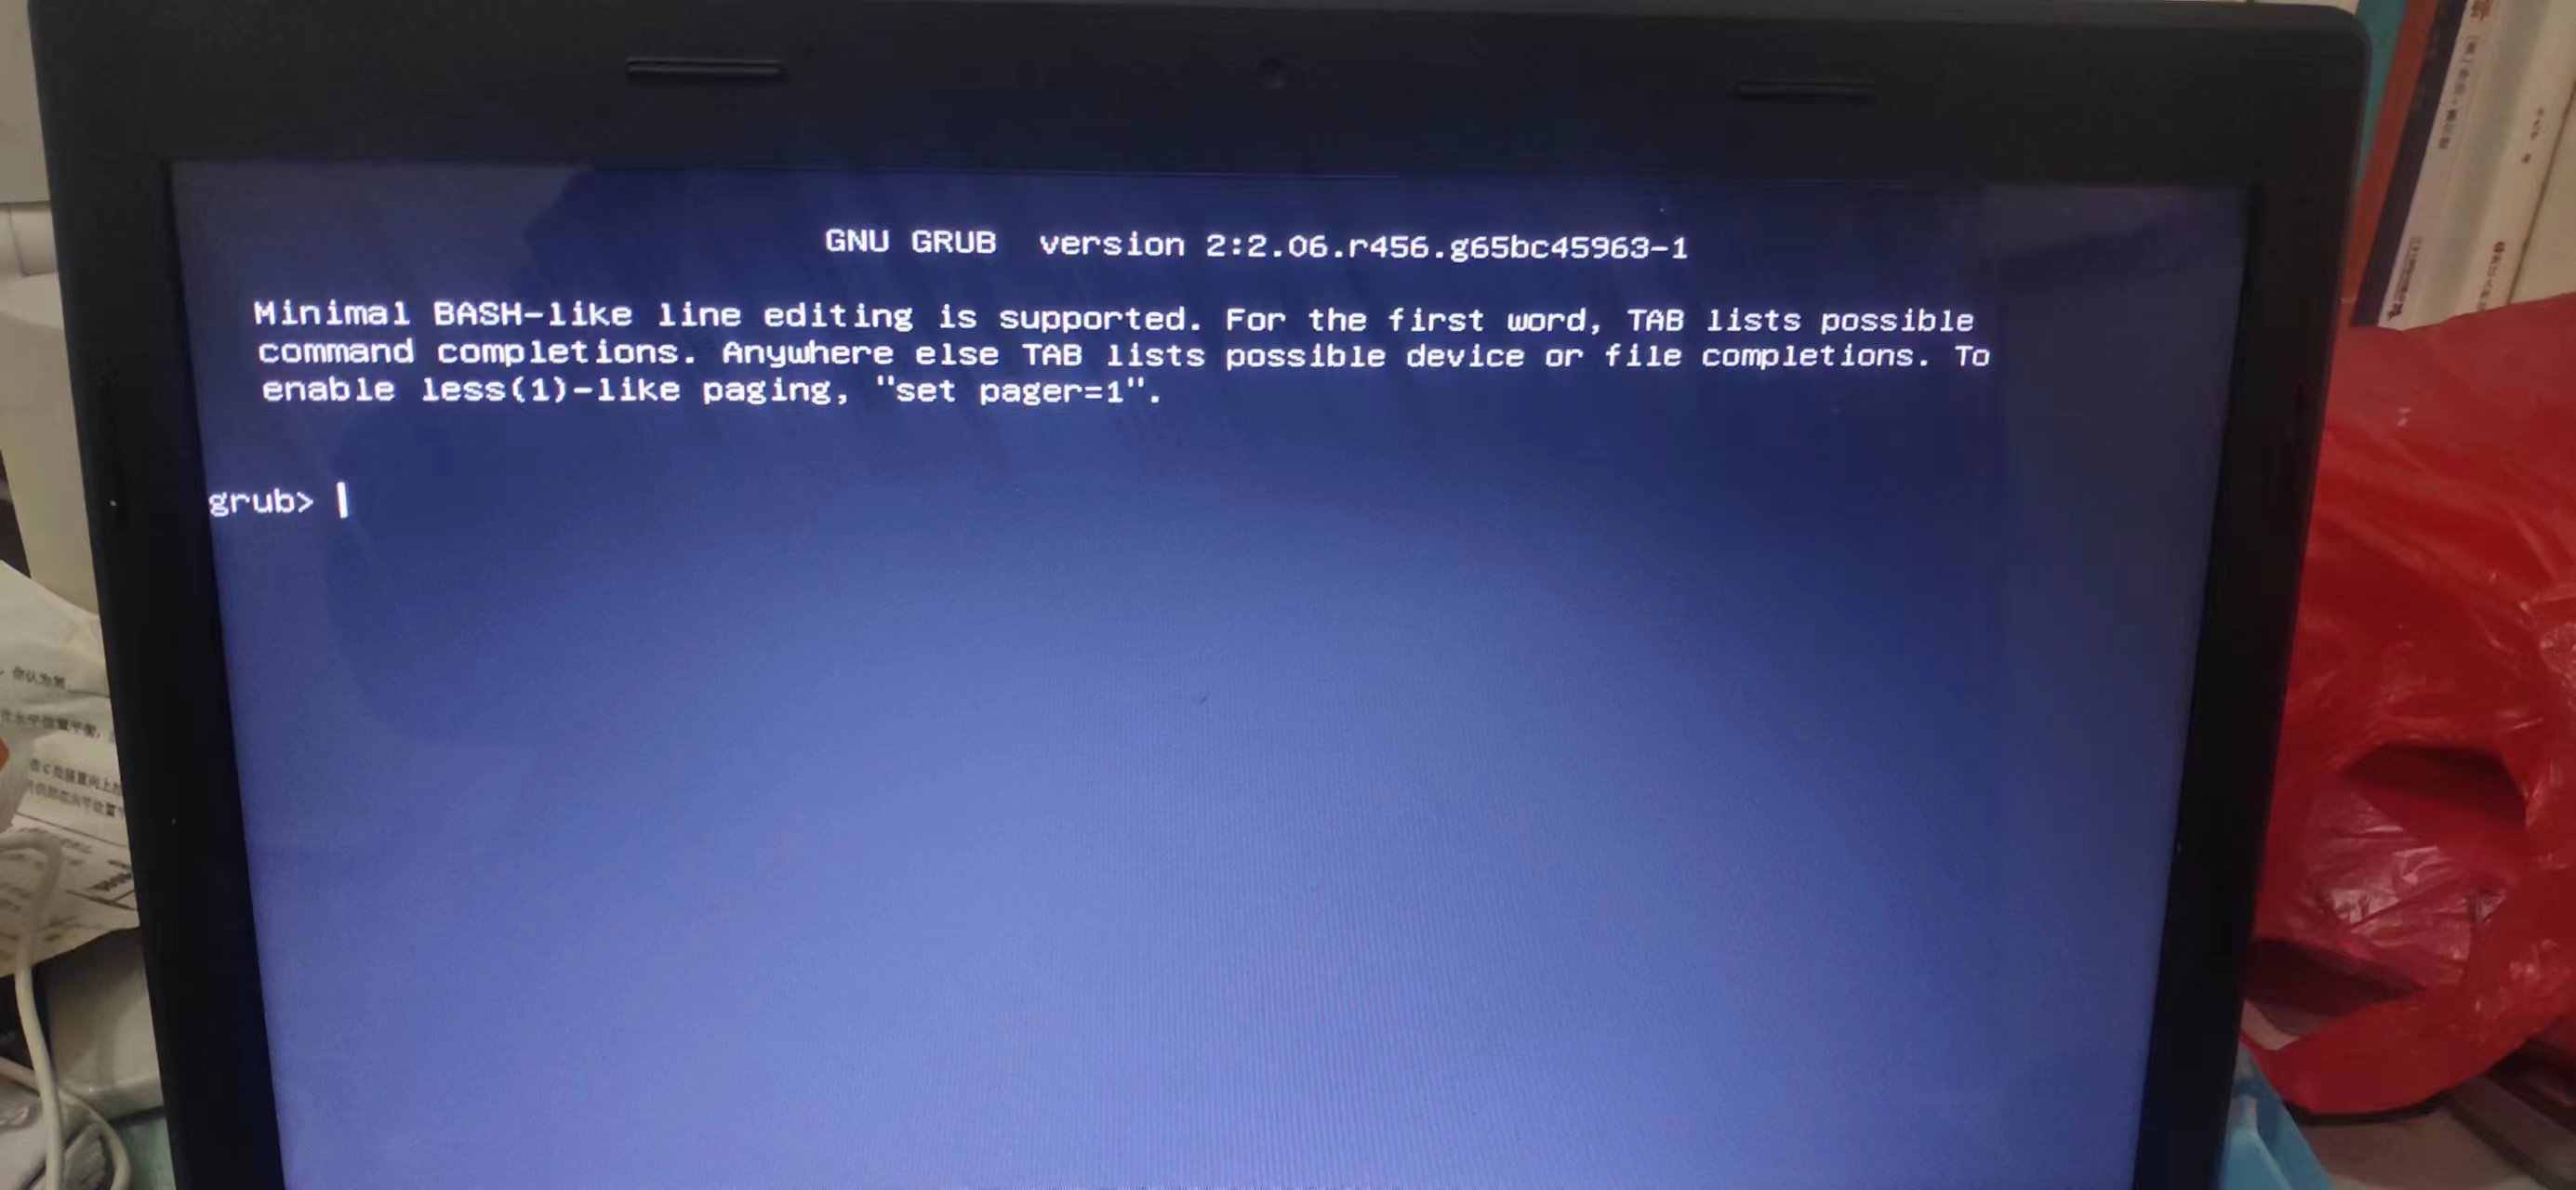 GNU GRUB  version 2:2.06.r456.g65bc45963-1
Minimal BASH-like line editing is supported. For the first word, TAB lists possible
command completions. Anywhere else TAB lists possible device or file completions. To
enable less(1)-like paging, "set pager=1".
grub>